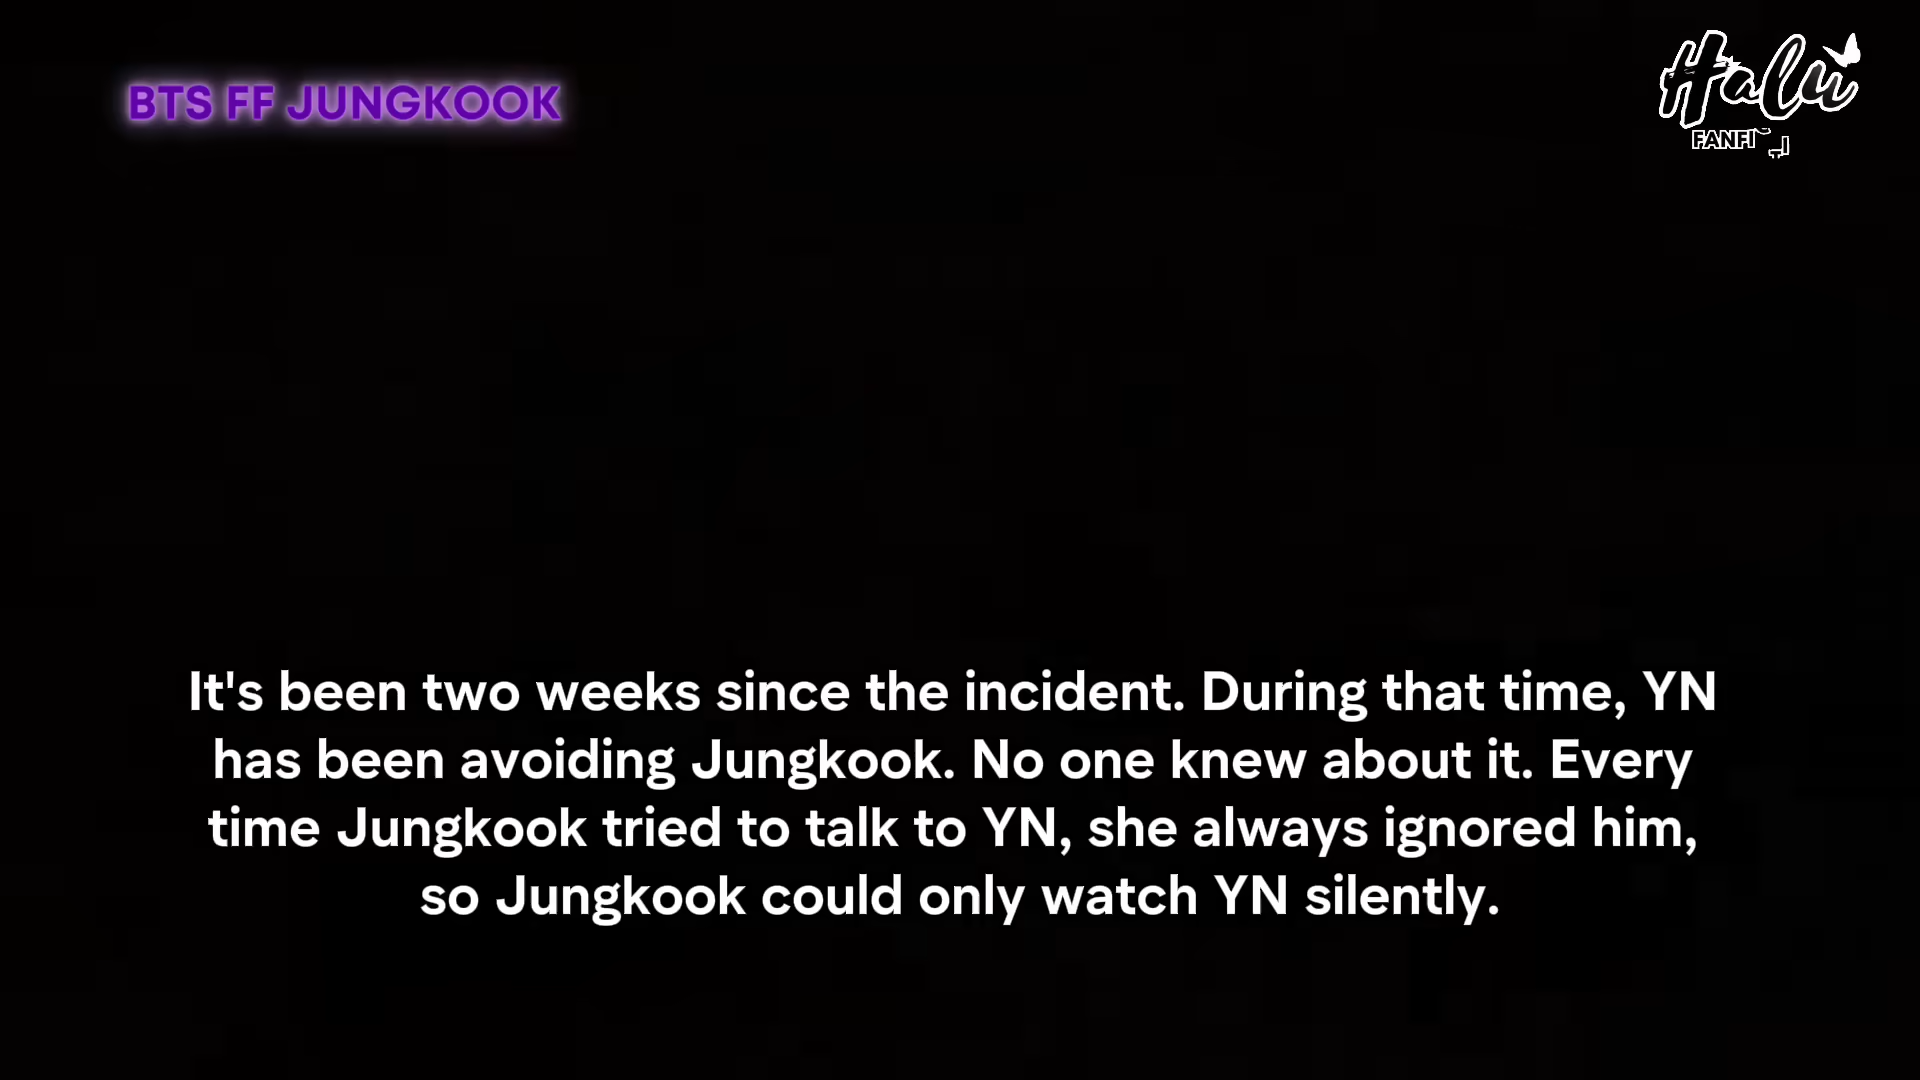 BTS FF JUNGKOOK
Halu
It's been two weeks since the incident. During that time, YN
has been avoiding Jungkook. No one knew about it. Every
time Jungkook tried to talk to YN, she always ignored him,
so Jungkook could only watch YN silently.